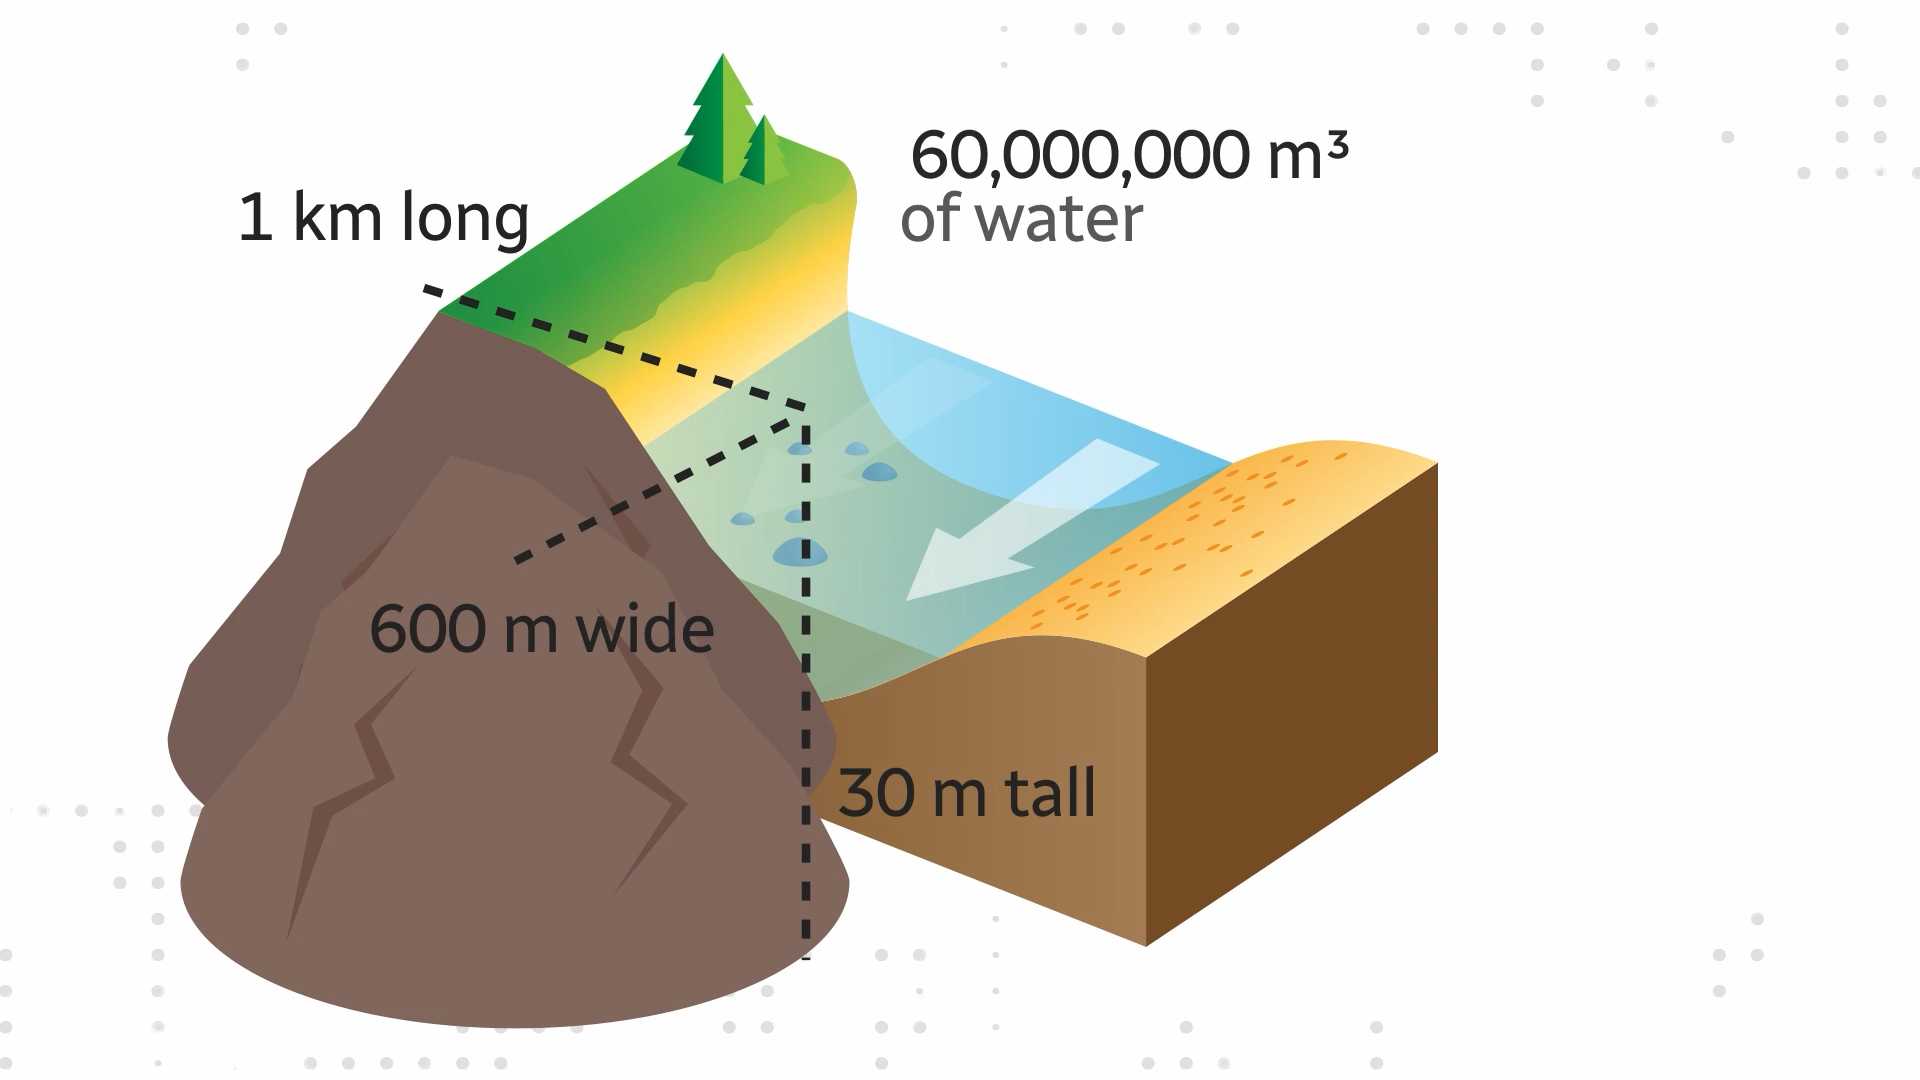 1 km long
60,000,000 m³
of water
600 m wide
30 m tall